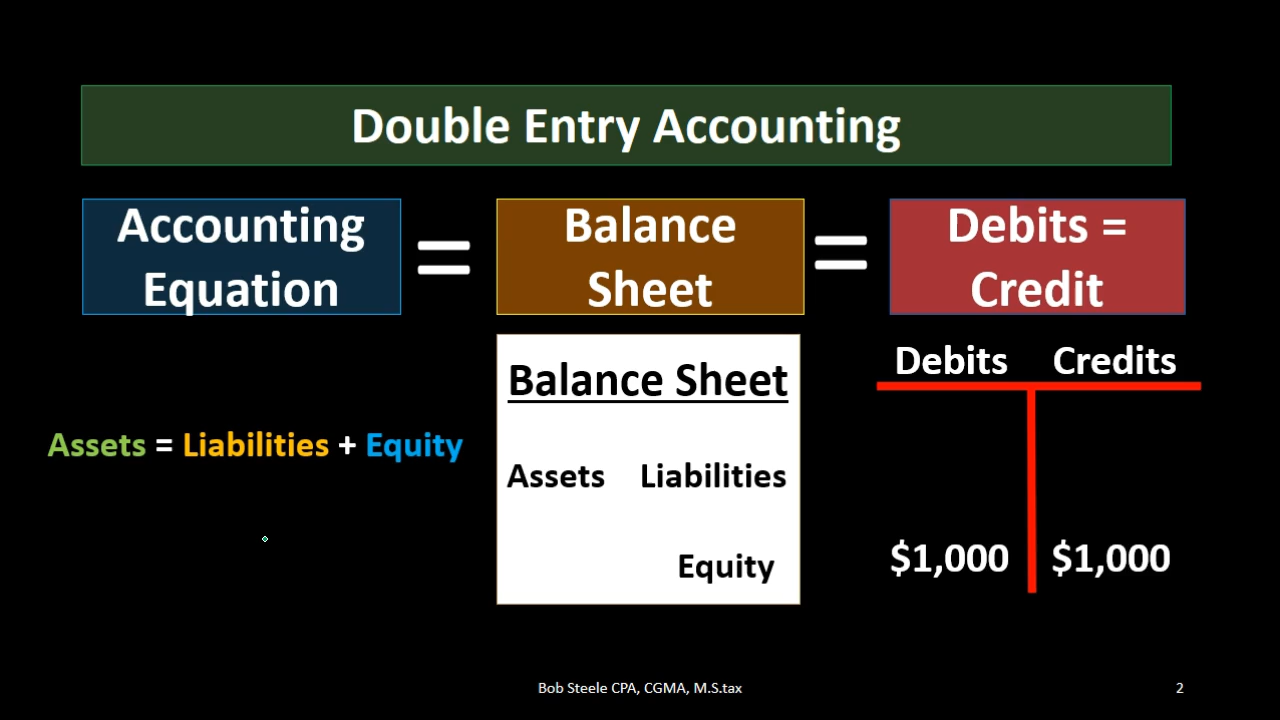 Double Entry Accounting
Accounting
Equation
=
Balance
Sheet
=
Debits =
Credit
Assets = Liabilities + Equity
Balance Sheet
Assets Liabilities
Equity
Debits Credits
$1,000 $1,000
Bob Steele CPA, CGMA, M.S.tax
2